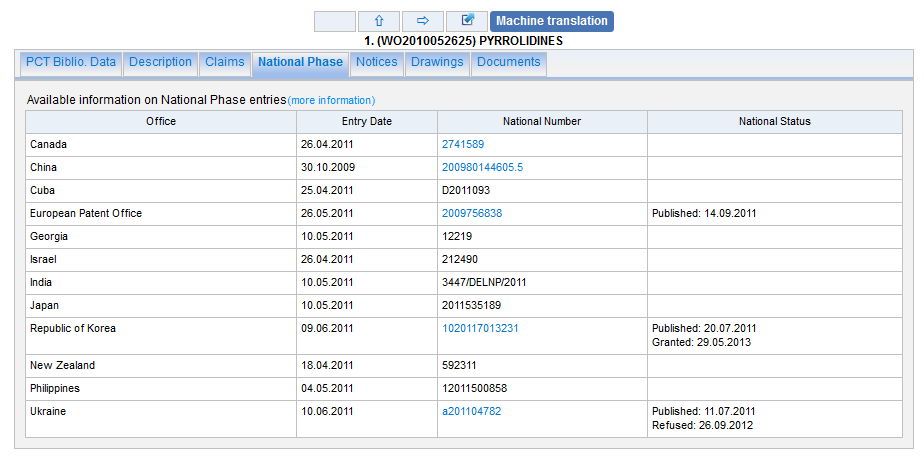 Machine translation
1. (WO2010052625) PYRROLIDINES
PCT Biblio. Data Description Claims National Phase Notices Drawings Documents
Available information on National Phase entries (more information)
Office Entry Date National Number National Status
Canada 26.04.2011 2741589
China 30.10.2009 200980144605.5
Cuba 25.04.2011 D2011093
European Patent Office 26.05.2011 2009756838 Published: 14.09.2011
Georgia 10.05.2011 12219
Israel 26.04.2011 212490
India 10.05.2011 3447/DELNP/2011
Japan 10.05.2011 2011535189
Republic of Korea 09.06.2011 1020117013231 Published: 20.07.2011
Granted: 29.05.2013
New Zealand 18.04.2011 592311
Philippines 04.05.2011 12011500858
Ukraine 10.06.2011 a201104782 Published: 11.07.2011
Refused: 26.09.2012